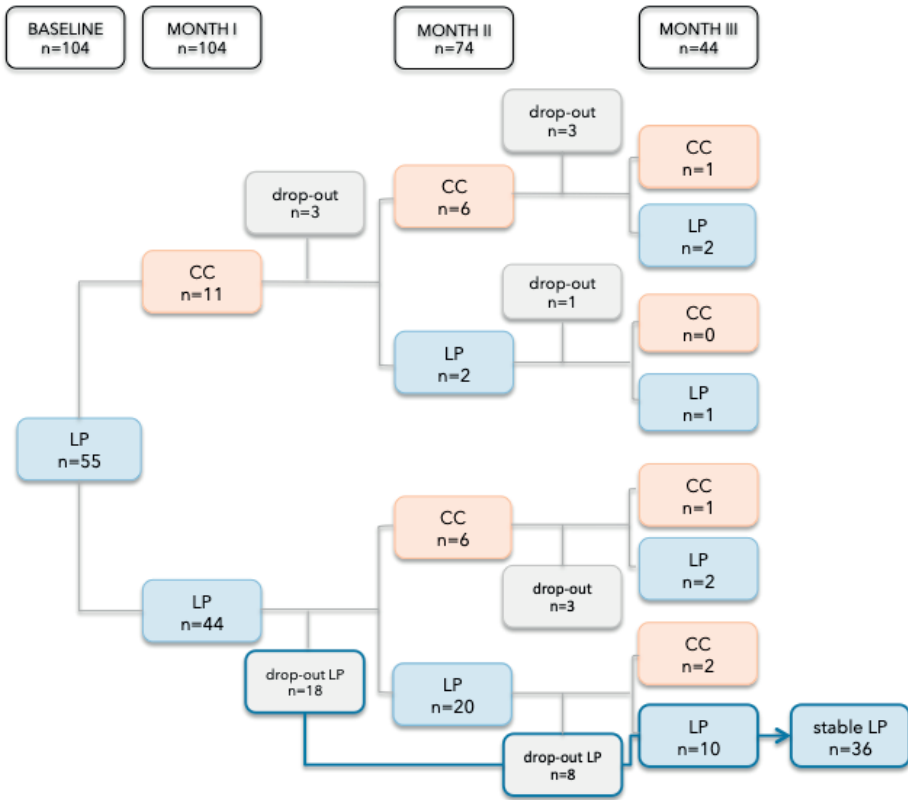 BASELINE
n=104
MONTH I
n=104
MONTH II
n=74
MONTH III
n=44
drop-out
n=3
CC
n=1
drop-out
n=3
CC
n=6
LP
n=2
CC
n=11
drop-out
n=1
CC
n=0
LP
n=2
LP
n=1
LP
n=55
CC
n=6
CC
n=1
LP
n=2
LP
n=44
drop-out
n=3
CC
n=2
drop-out LP
n=18
LP
n=20
LP
n=10
stable LP
n=36
drop-out LP
n=8